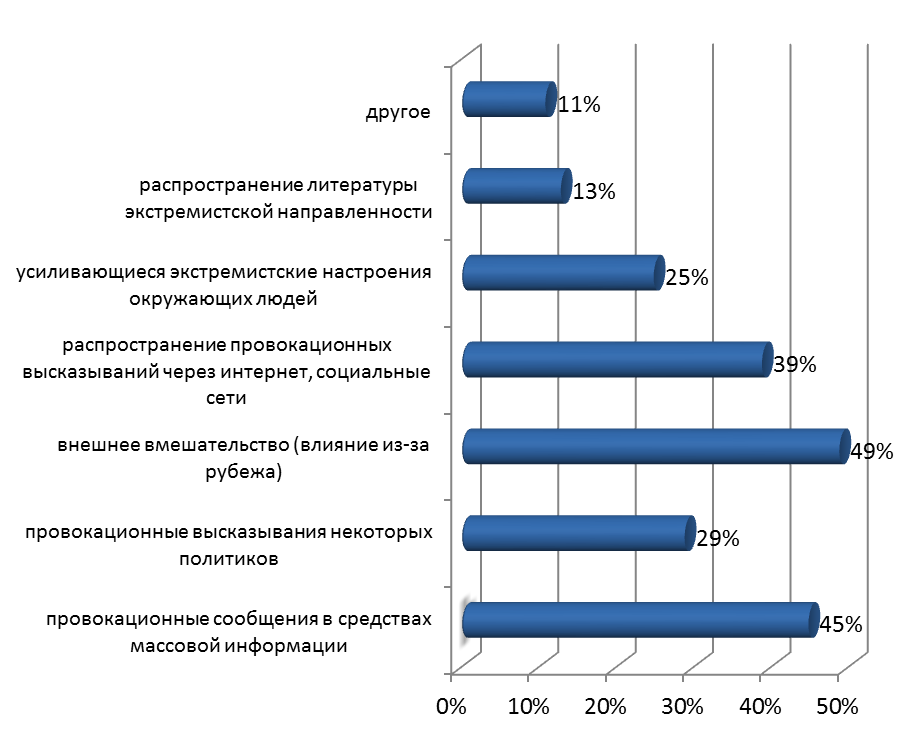 другое
11%
распространение литературы
экстремистской направленности
13%
усиливающиеся экстремистские настроения
окружающих людей
25%
распространение провокационных
высказываний через интернет, социальные
сети
39%
внешнее вмешательство (влияние из-за
рубежа)
49%
провокационные высказывания некоторых
политиков
29%
провокационные сообщения в средствах
массовой информации
45%
0% 10% 20% 30% 40% 50%